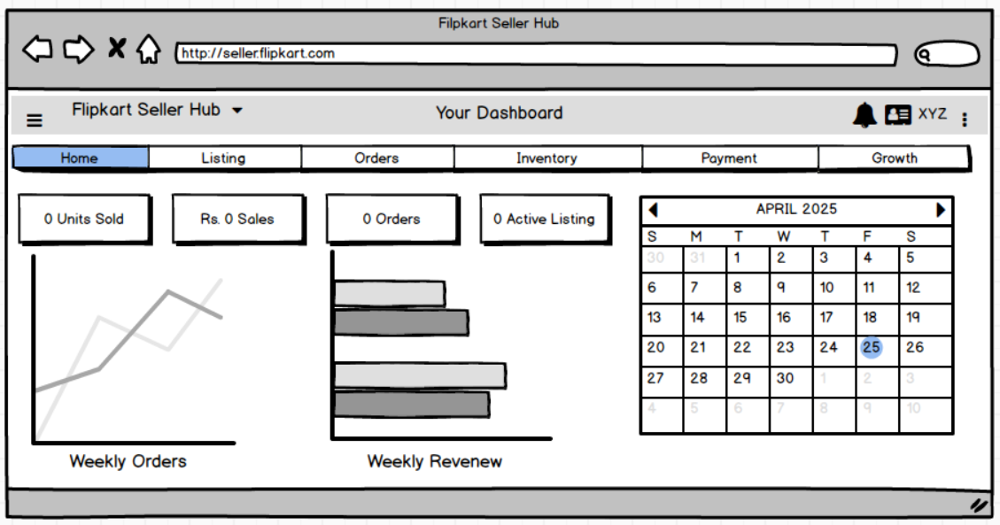 Filpkart Seller Hub
http://seller.flipkart.com
Flipkart Seller Hub
Your Dashboard
XYZ
Home Listing Orders Inventory Payment Growth
0 Units Sold
Rs. 0 Sales
0 Orders
0 Active Listing
APRIL 2025
S M T W T F S
30 31 1 2 3 4 5
6 7 8 9 10 11 12
13 14 15 16 17 18 19
20 21 22 23 24 25 26
27 28 29 30 1 2 3
4 5 6 7 8 9 10
Weekly Orders
Weekly Revenew